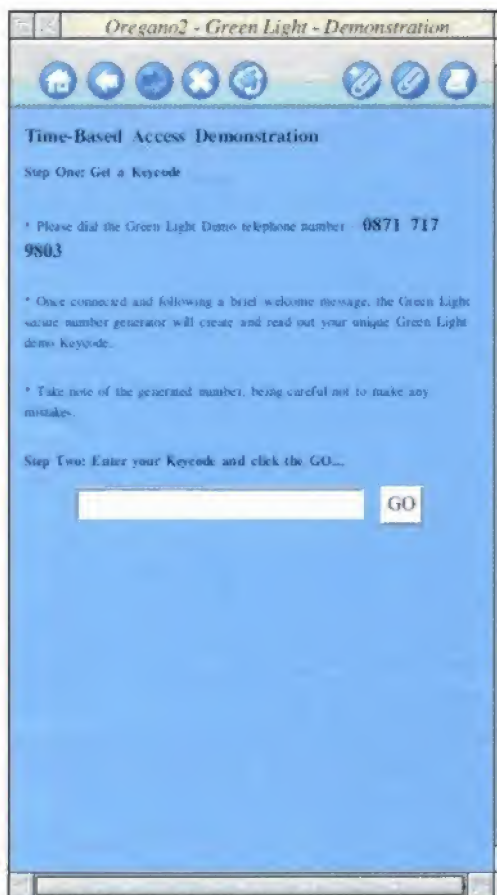 Oregano2 - Green Light - Demonstration
Time-Based Access Demonstration
Step One: Get a Keycode
* Please dial the Green Light Demo telephone number - 0871 717
9803
* Once connected and following a brief welcome message, the Green Light
secure number generator will create and read out your unique Green Light
demo Keycode.
* Take note of the generated number, being careful not to make any
mistakes.
Step Two: Enter your Keycode and click the GO...
GO